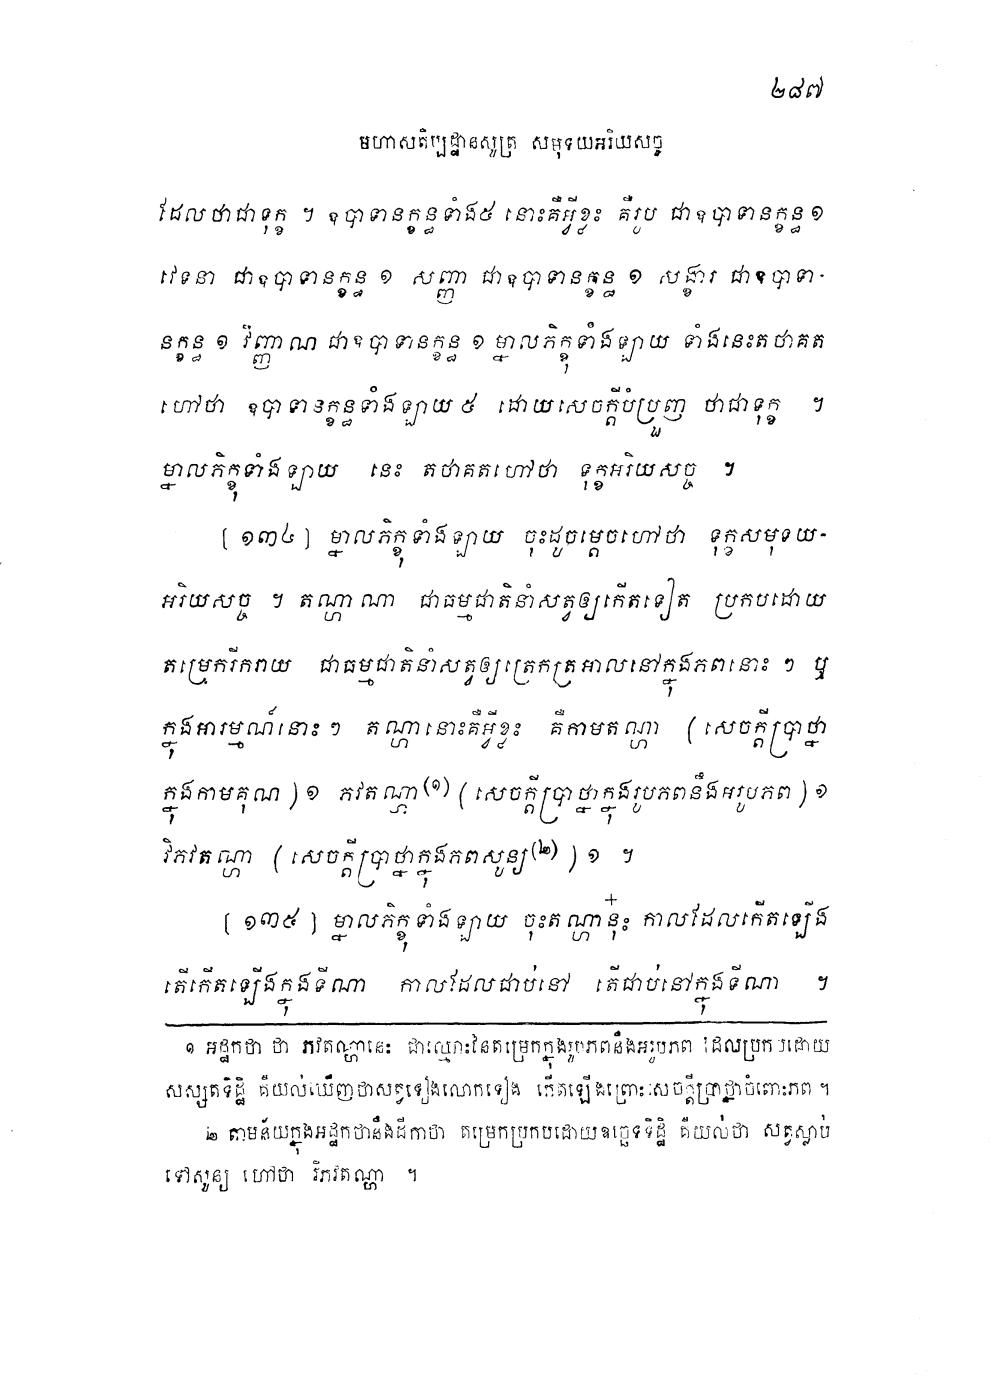 ២៨៧
មហាសតិប្បដ្ឋានសូត្រ សមុទយអរិយសច្ច
ដែលថាជាទុក្ខ ។ ឧបាទានក្ខន្ធទាំង៥ នោះគឺអ្វីខ្លះ គឺរូប ជាឧបាទានក្ខន្ធ ១
វេទនា ជាឧបាទានក្ខន្ធ ១ សញ្ញា ជាឧបាទានក្ខន្ធ ១ សង្ខារ ជាឧបាទា-
នក្ខន្ធ ១ វិញ្ញាណ ជាឧបាទានក្ខន្ធ ១ ម្នាលភិក្ខុទាំងឡាយ ទាំងនេះតថាគត
ហៅថា ឧបាទានក្ខន្ធទាំងឡាយ ៥ ដោយសេចក្តីបំប្រួញ ថាជាទុក្ខ ។
ម្នាលភិក្ខុទាំងឡាយ នេះ តថាគតហៅថា ទុក្ខអរិយសច្ច ។
[ ១៣៤ ] ម្នាលភិក្ខុទាំងឡាយ ចុះដូចម្តេចហៅថា ទុក្ខសមុទយ-
អរិយសច្ច ។ តណ្ហាណា ជាធម្មជាតិនាំសត្វឲ្យកើតទៀត ប្រកបដោយ
តម្រេករីករាយ ជាធម្មជាតិនាំសត្វឲ្យត្រេកត្រអាលនៅក្នុងភពនោះ ៗ ឬ
ក្នុងអារម្មណ៍នោះ ៗ តណ្ហានោះគឺអ្វីខ្លះ គឺកាមតណ្ហា ( សេចក្តីប្រាថ្នា
ក្នុងកាមគុណ ) ១ ភវតណ្ហា(១) ( សេចក្តីប្រាថ្នាក្នុងរូបភពនឹងអរូបភព ) ១
វិភវតណ្ហា ( សេចក្តីប្រាថ្នាក្នុងភពសូន្យ(២) ) ១ ។
[ ១៣៥ ] ម្នាលភិក្ខុទាំងឡាយ ចុះតណ្ហានុ៎ះ កាលដែលកើតឡើង
តើកើតឡើងក្នុងទីណា កាលដែលជាប់នៅ តើជាប់នៅក្នុងទីណា ។
១ អដ្ឋកថា ថា ភវតណ្ហានេះ ជាឈ្មោះនៃតម្រេកក្នុងរូបភពនឹងអរូបភព ដែលប្រកបដោយ
សស្សតទិដ្ឋិ គឺយល់ឃើញថាសត្វទៀងលោកទៀង កើតឡើងព្រោះសេចក្តីប្រាថ្នាចំពោះភព ។
២ តាមន័យក្នុងអដ្ឋកថានឹងដីកាថា តម្រេកប្រកបដោយឧច្ឆេទទិដ្ឋិ គឺយល់ថា សត្វស្លាប់
ទៅសូន្យ ហៅថា វិភវតណ្ហា ។